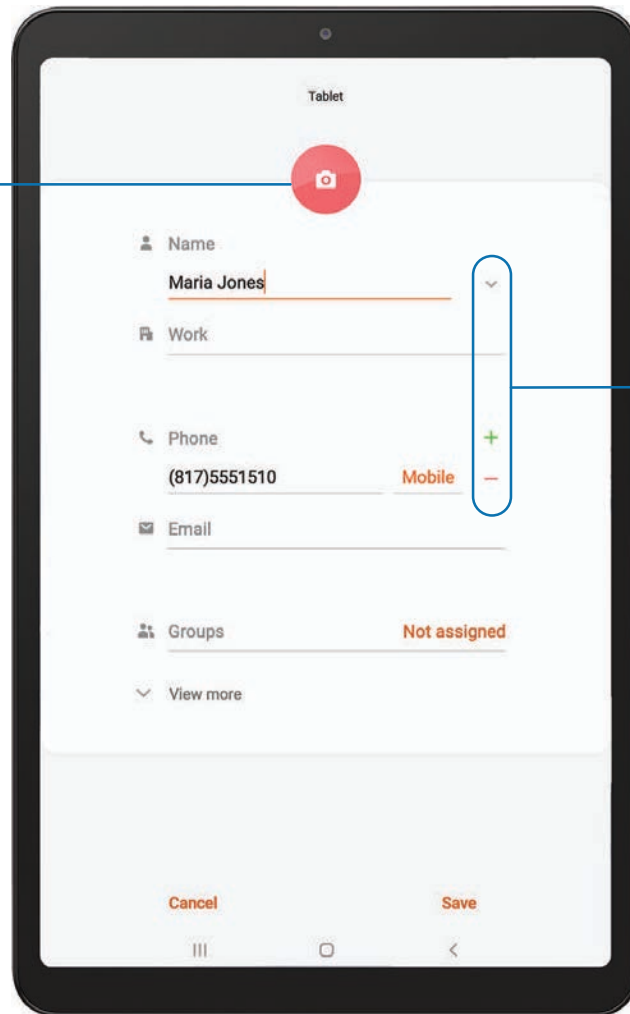 Tablet
Name
Maria Jones
Work
Phone
(817)5551510 Mobile
Email
Groups Not assigned
View more
Cancel Save